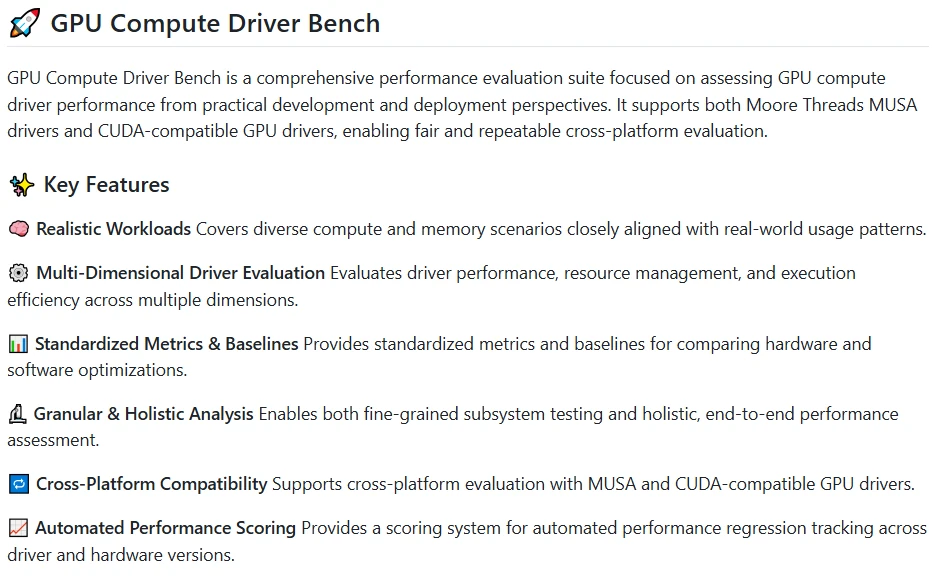 🚀 GPU Compute Driver Bench
GPU Compute Driver Bench is a comprehensive performance evaluation suite focused on assessing GPU compute
driver performance from practical development and deployment perspectives. It supports both Moore Threads MUSA
drivers and CUDA-compatible GPU drivers, enabling fair and repeatable cross-platform evaluation.
✨ Key Features
🧠 Realistic Workloads Covers diverse compute and memory scenarios closely aligned with real-world usage patterns.
⚙️ Multi-Dimensional Driver Evaluation Evaluates driver performance, resource management, and execution
efficiency across multiple dimensions.
📊 Standardized Metrics & Baselines Provides standardized metrics and baselines for comparing hardware and
software optimizations.
🔬 Granular & Holistic Analysis Enables both fine-grained subsystem testing and holistic, end-to-end performance
assessment.
🔁 Cross-Platform Compatibility Supports cross-platform evaluation with MUSA and CUDA-compatible GPU drivers.
📈 Automated Performance Scoring Provides a scoring system for automated performance regression tracking across
driver and hardware versions.